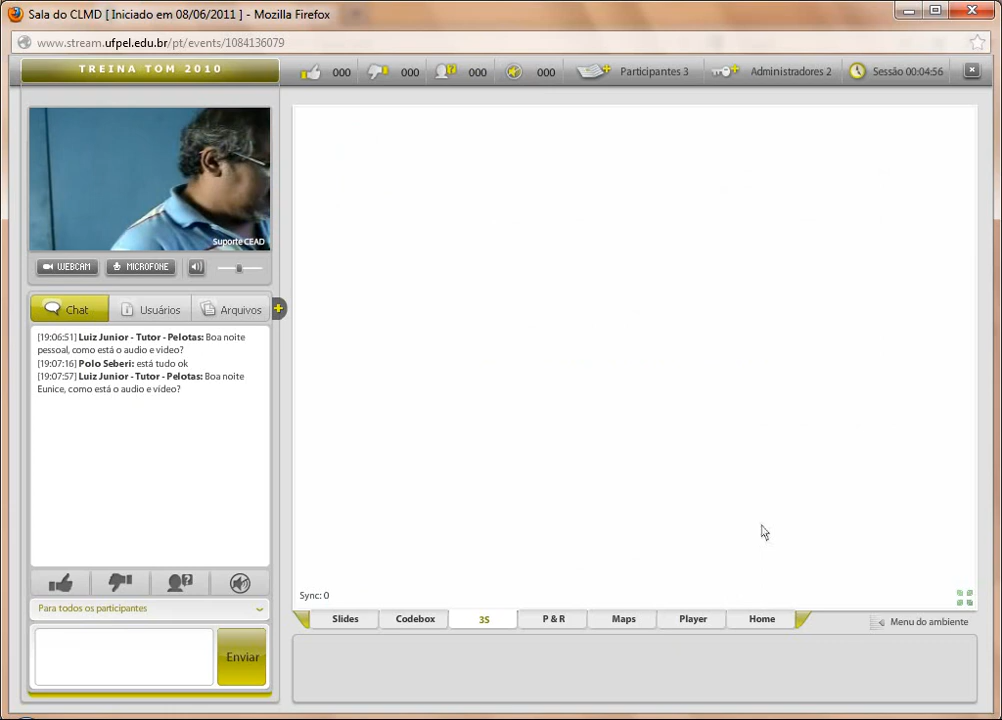 Sala do CLMD [ Iniciado em 08/06/2011 ] - Mozilla Firefox
www.stream.ufpel.edu.br/pt/events/1084136079
TREINA TOM 2010
000
000
000
000
Participantes 3
Administradores 2
Sessão 00:04:56
Suporte CEAD
WEBCAM
MICROFONE
Chat
Usuários
Arquivos
[19:06:51] Luiz Junior - Tutor - Pelotas: Boa noite
pessoal, como está o audio e video?
[19:07:16] Polo Seberi: está tudo ok
[19:07:57] Luiz Junior - Tutor - Pelotas: Boa noite
Eunice, como está o audio e vídeo?
Para todos os participantes
Enviar
Sync: 0
Slides
Codebox
3S
P & R
Maps
Player
Home
Menu do ambiente